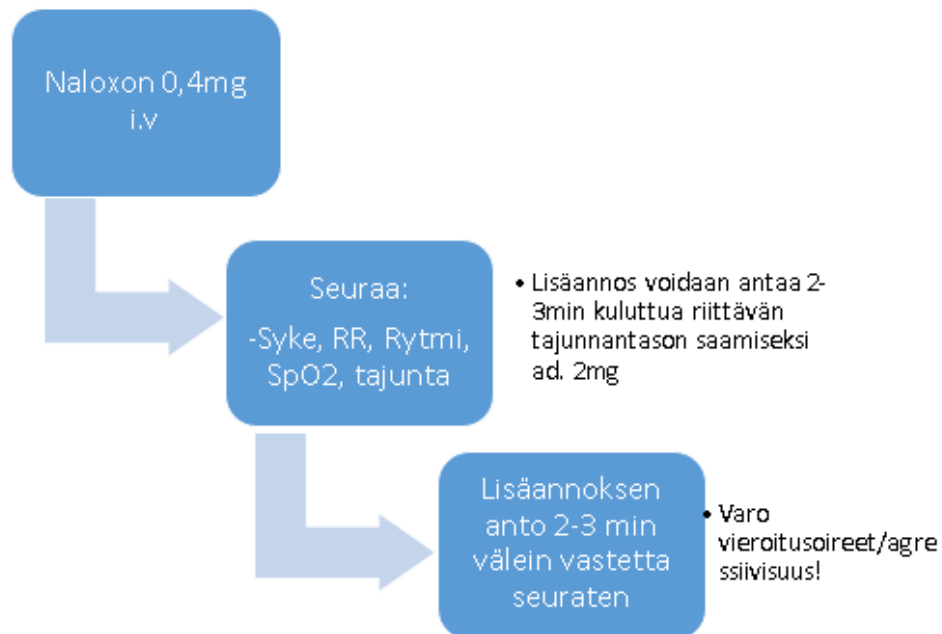 Naloxon 0,4mg
i.v
Seuraa:
-Syke, RR, Rytmi,
SpO2, tajunta
• Lisäannos voidaan antaa 2-
3min kuluttua riittävän
tajunnantason saamiseksi
ad. 2mg
Lisäannoksen
anto 2-3 min
välein vastetta
seuraten
• Varo
vieroitusoireet/agre
ssiivisuus!